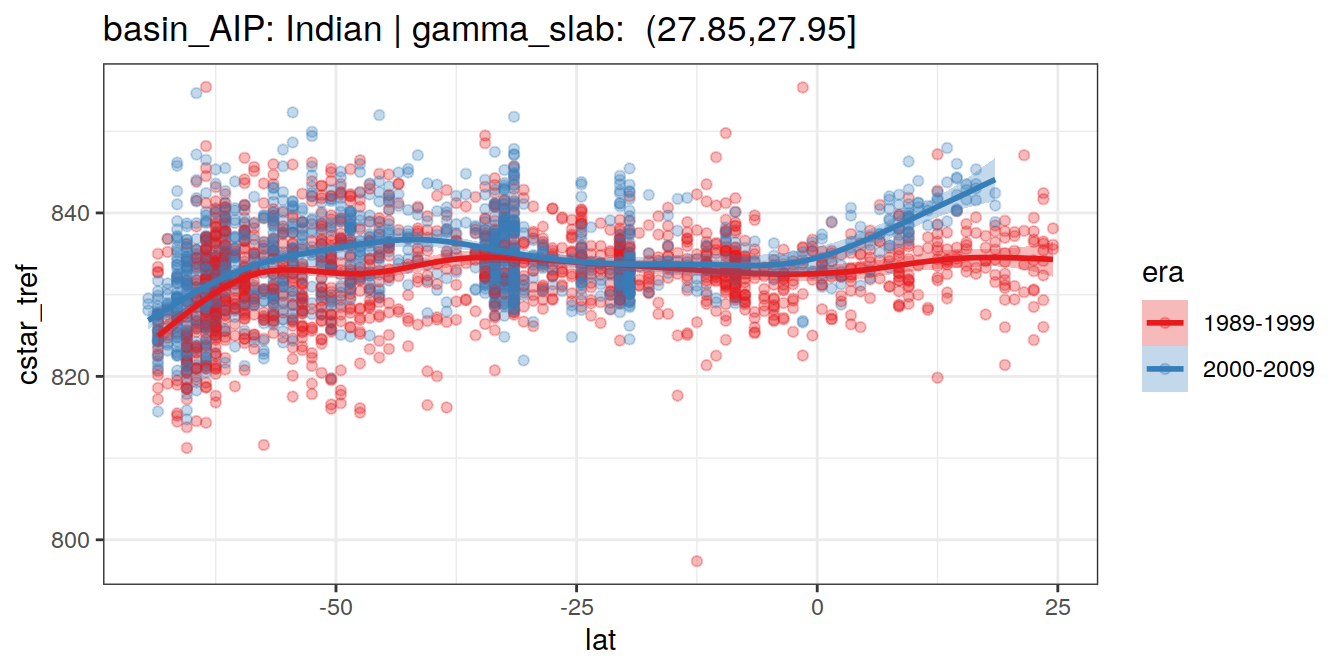 basin_AIP: Indian | gamma_slab:  (27.85,27.95]
cstar_tref
840
820
800
-50
-25
0
25
lat
era
1989-1999
2000-2009